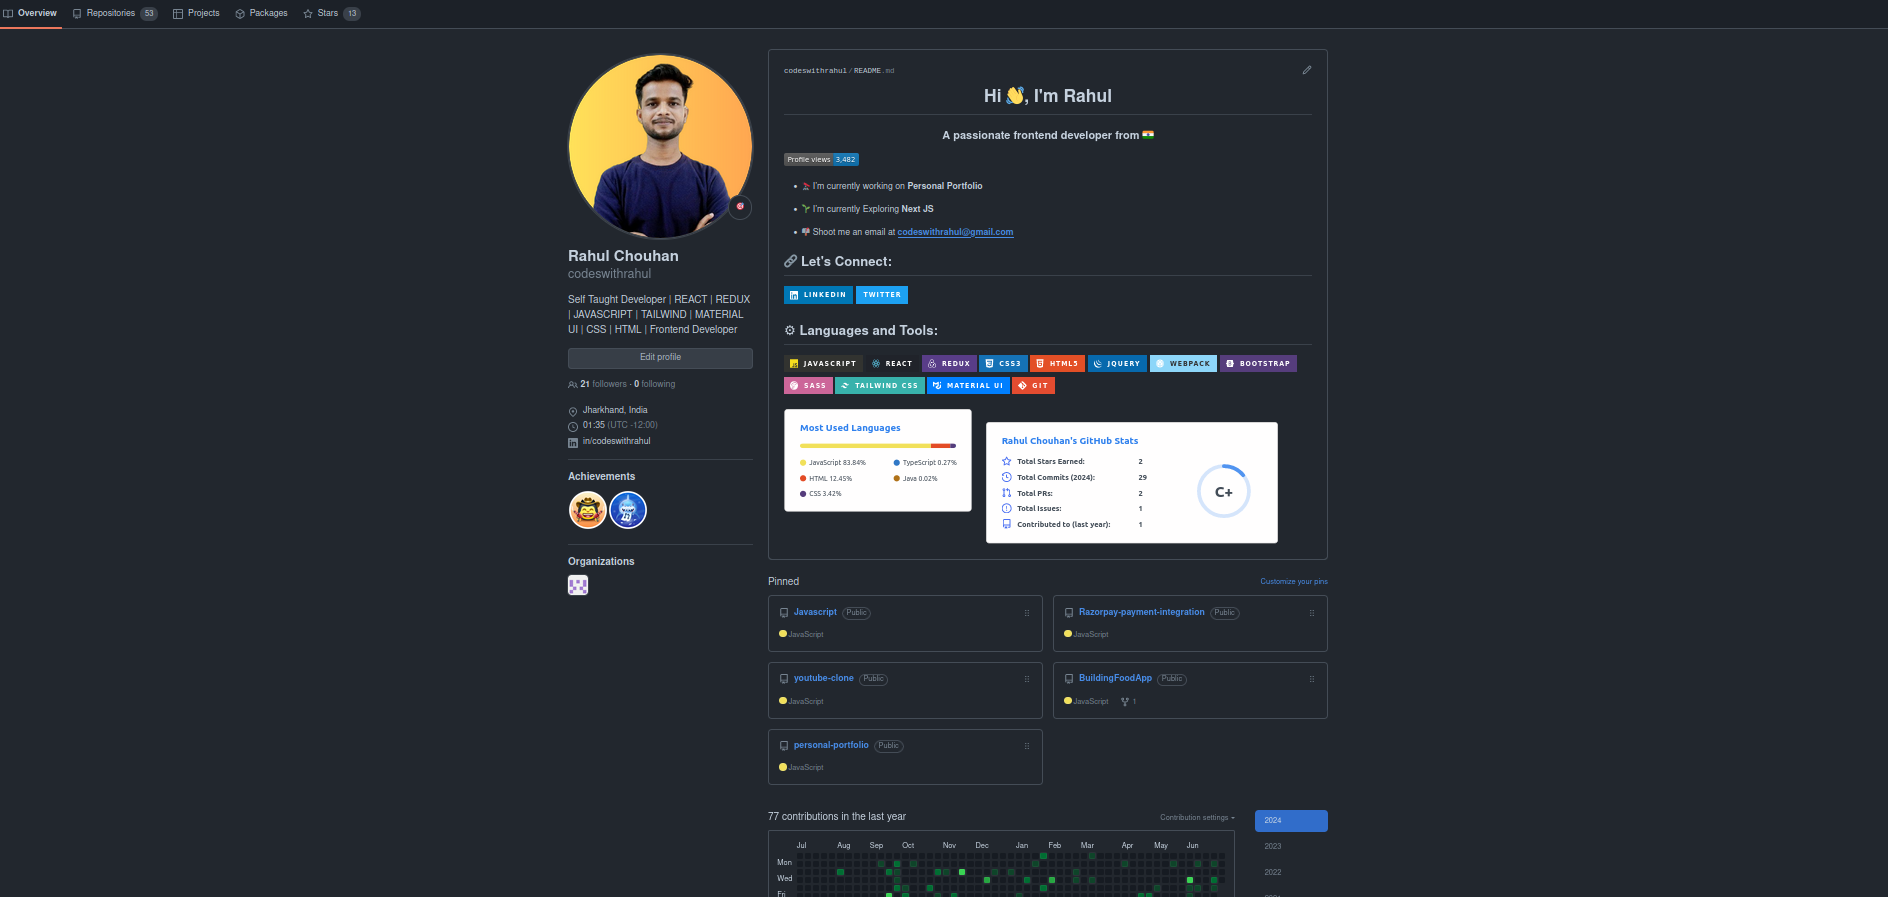 Overview Repositories 53 Projects Packages Stars 13
codeswithrahul/README.md
Hi 👋, I'm Rahul
A passionate frontend developer from 🇮🇳
Profile views 3,482
I'm currently working on Personal Portfolio
I'm currently Exploring Next JS
Shoot me an email at codeswithrahul@gmail.com
Let's Connect:
LINKEDIN TWITTER
Languages and Tools:
JAVASCRIPT REACT REDUX CSS3 HTML5 JQUERY WEBPACK BOOTSTRAP
SASS TAILWIND CSS MATERIAL UI GIT
Most Used Languages
JavaScript 83.84% TypeScript 0.27%
HTML 12.45% Java 0.02%
CSS 3.42%
Rahul Chouhan's GitHub Stats
Total Stars Earned: 2
Total Commits (2024): 29
Total PRs: 2
Total Issues: 1
Contributed to (last year): 1
C+
Rahul Chouhan
codeswithrahul
Self Taught Developer | REACT | REDUX
| JAVASCRIPT | TAILWIND | MATERIAL
UI | CSS | HTML | Frontend Developer
Edit profile
21 followers · 0 following
Jharkhand, India
01:35 (UTC -12:00)
in/codeswithrahul
Achievements
Organizations
Pinned Customize your pins
Javascript Public
JavaScript
Razorpay-payment-integration Public
JavaScript
youtube-clone Public
JavaScript
BuildingFoodApp Public
JavaScript 1
personal-portfolio Public
JavaScript
77 contributions in the last year Contribution settings
2024
2023
2022
Jul Aug Sep Oct Nov Dec Jan Feb Mar Apr May Jun
Mon
Wed
Fri